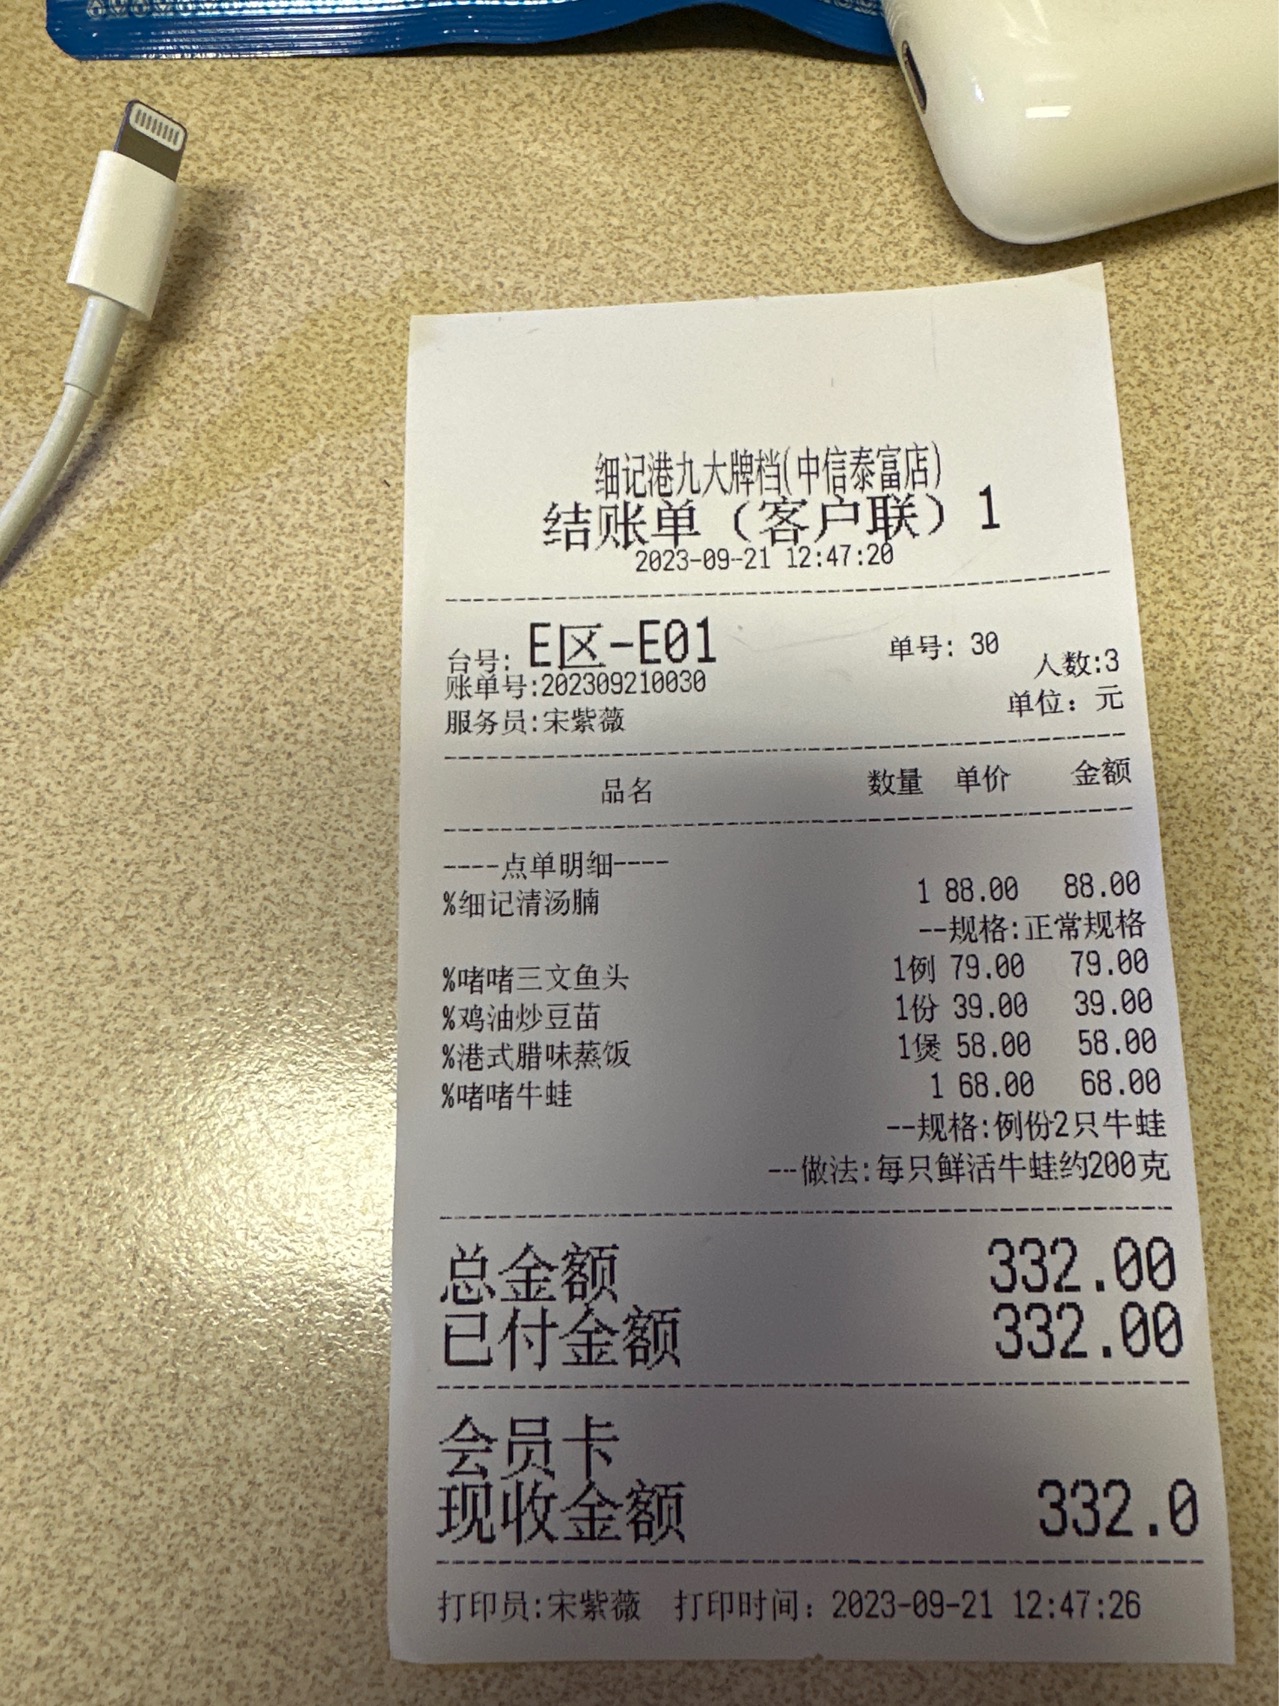 细记港九大牌档(中信泰富店)
结账单（客户联）1
2023-09-21 12:47:20
台号: E区-E01 单号: 30
人数:3
账单号:202309210030
单位：元
服务员:宋紫薇
品名 数量 单价 金额
----点单明细----
%细记清汤腩 1 88.00 88.00
--规格:正常规格
%啫啫三文鱼头 1例 79.00 79.00
%鸡油炒豆苗 1份 39.00 39.00
%港式腊味蒸饭 1煲 58.00 58.00
%啫啫牛蛙 1 68.00 68.00
--规格:例份2只牛蛙
--做法:每只鲜活牛蛙约200克
总金额 332.00
已付金额 332.00
会员卡
现收金额 332.0
打印员:宋紫薇 打印时间：2023-09-21 12:47:26